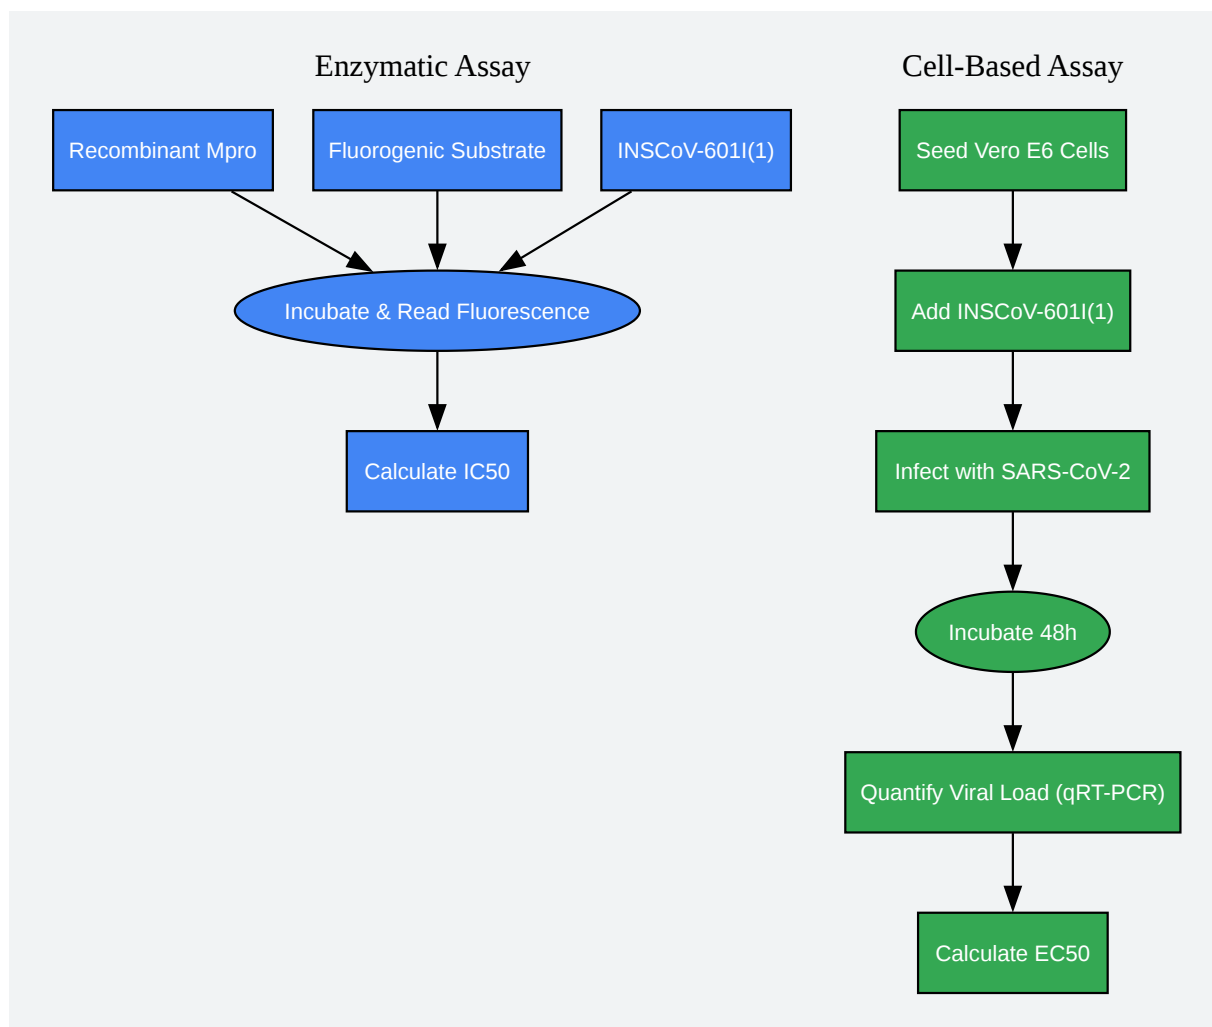 Enzymatic Assay
Recombinant Mpro
Fluorogenic Substrate
INSCoV-601I(1)
Incubate & Read Fluorescence
Calculate IC50
Cell-Based Assay
Seed Vero E6 Cells
Add INSCoV-601I(1)
Infect with SARS-CoV-2
Incubate 48h
Quantify Viral Load (qRT-PCR)
Calculate EC50